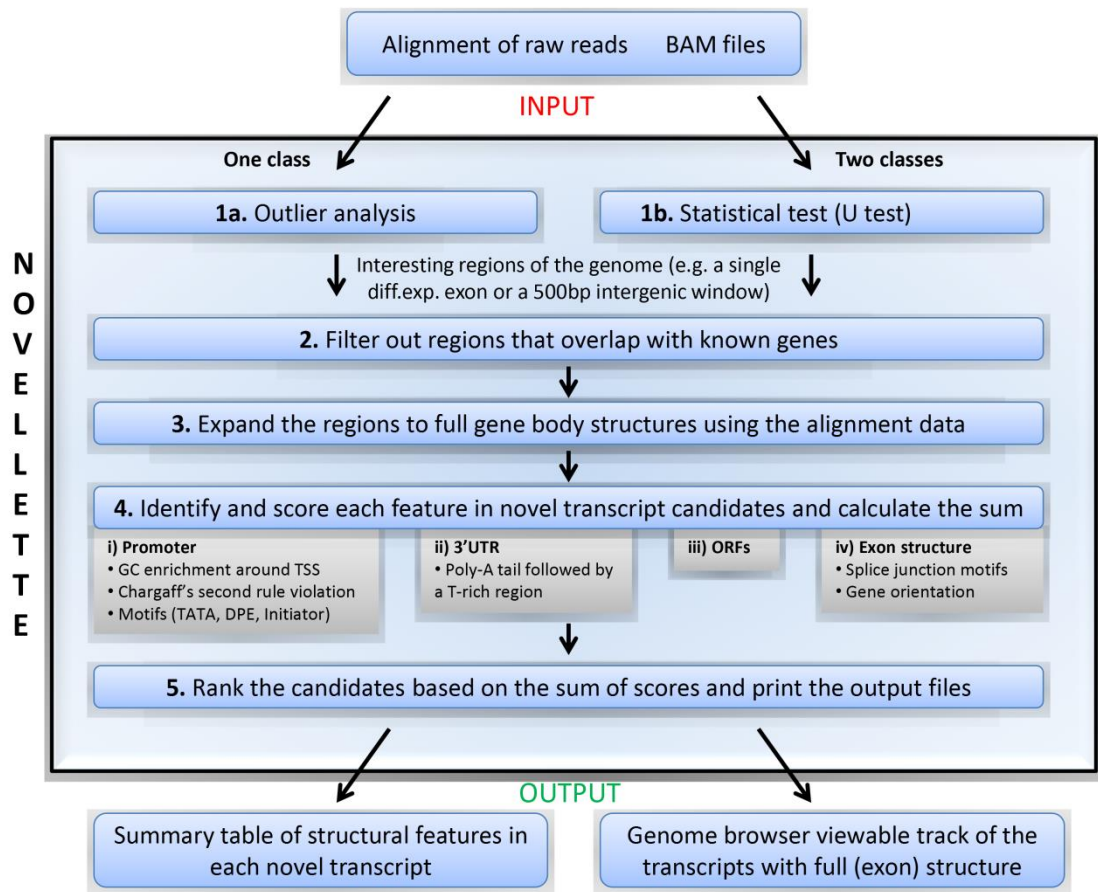 Alignment of raw reads BAM files
INPUT
One class
Two classes
1a. Outlier analysis
1b. Statistical test (U test)
Interesting regions of the genome (e.g. a single
diff.exp. exon or a 500bp intergenic window)
2. Filter out regions that overlap with known genes
3. Expand the regions to full gene body structures using the alignment data
4. Identify and score each feature in novel transcript candidates and calculate the sum
i) Promoter
• GC enrichment around TSS
• Chargaff's second rule violation
• Motifs (TATA, DPE, Initiator)
ii) 3'UTR
• Poly-A tail followed by
a T-rich region
iii) ORFs
iv) Exon structure
• Splice junction motifs
• Gene orientation
5. Rank the candidates based on the sum of scores and print the output files
NOVELLETTE
OUTPUT
Summary table of structural features in
each novel transcript
Genome browser viewable track of the
transcripts with full (exon) structure